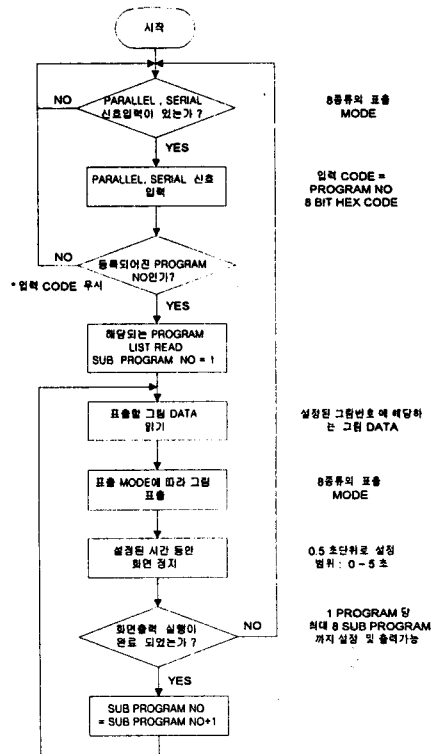 시작
NO
PARALLEL, SERIAL
신호입력이 있는가 ?
8종류의 표출
MODE
YES
PARALLEL, SERIAL 신호
입력
입력 CODE =
PROGRAM NO
8 BIT HEX CODE
NO
등록되어진 PROGRAM
NO인가?
* 입력 CODE 무시
YES
해당되는 PROGRAM
LIST READ
SUB PROGRAM NO = 1
표출할 그림 DATA
읽기
설정된 그림번호에 해당하
는 그림 DATA
표출 MODE에 따라 그림
표출
8종류의 표출
MODE
설정된 시간 동안
화면 정지
0.5 초단위로 설정
범위 : 0 ~ 5 초
화면출력 실행이
완료 되었는가 ?
NO
1 PROGRAM 당
최대 8 SUB PROGRAM
까지 설정 및 출력가능
YES
SUB PROGRAM NO
= SUB PROGRAM NO+1